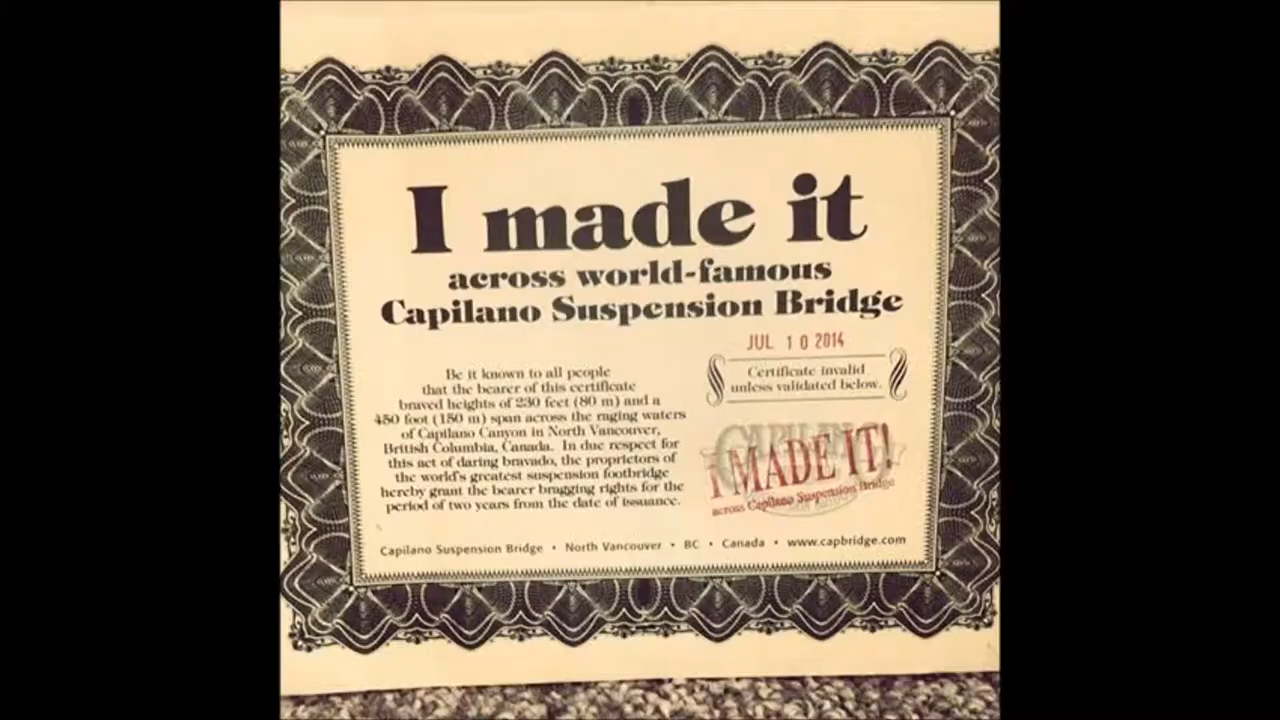 I made it
across world-famous
Capilano Suspension Bridge
JUL 10 2014
Certificate invalid
unless validated below.
Be it known to all people
that the bearer of this certificate
braved heights of 230 feet (80 m) and a
450 foot (150 m) span across the raging waters
of Capilano Canyon in North Vancouver,
British Columbia, Canada. In due respect for
this act of daring bravado, the proprietors of
the world's greatest suspension footbridge
hereby grant the bearer bragging rights for the
period of two years from the date of issuance.
I MADE IT!
across Capilano Suspension Bridge
Capilano Suspension Bridge • North Vancouver • BC • Canada • www.capbridge.com